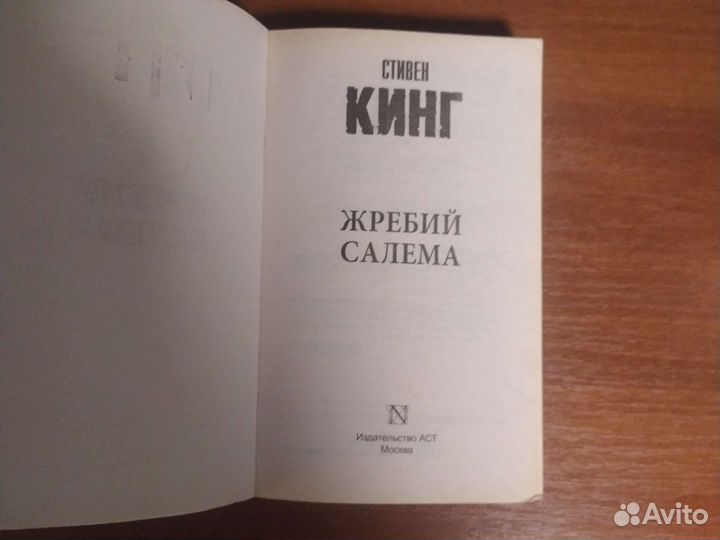 СТИВЕН
КИНГ
ЖРЕБИЙ
САЛЕМА
N
Издательство АСТ
Москва
Avito